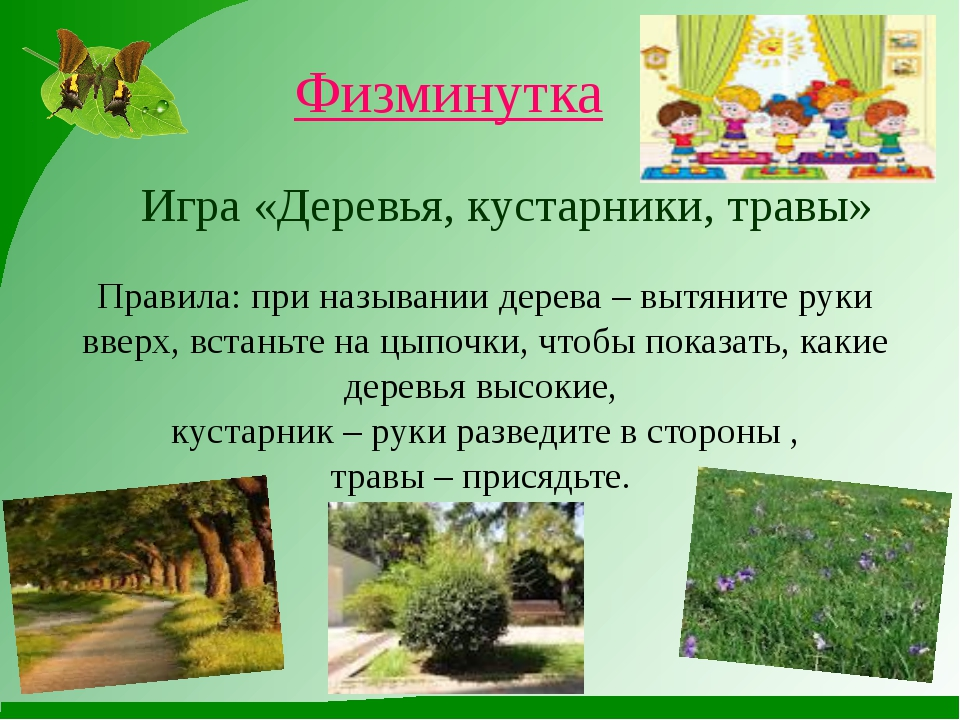 Физминутка
Игра «Деревья, кустарники, травы»
Правила: при назывании дерева – вытяните руки
вверх, встаньте на цыпочки, чтобы показать, какие
деревья высокие,
кустарник – руки разведите в стороны ,
травы – присядьте.